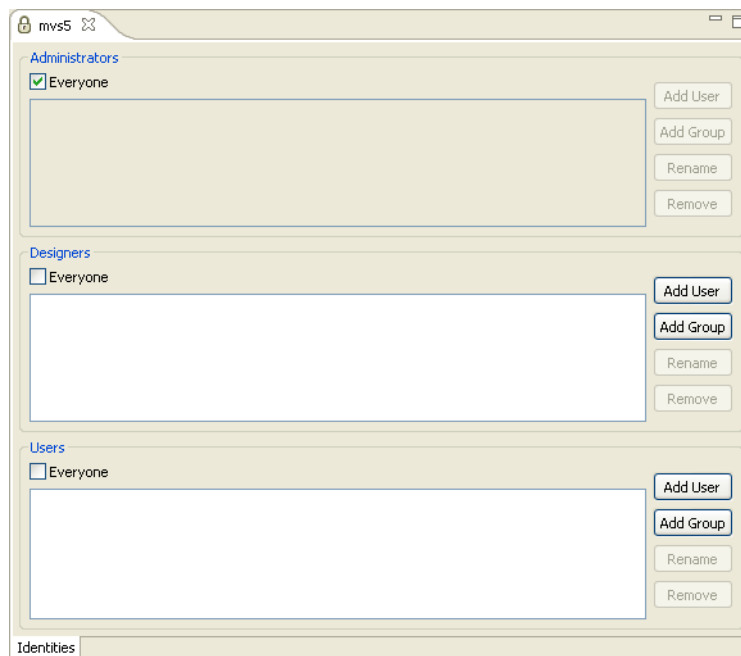 mvs5
Administrators
Everyone
Add User
Add Group
Rename
Remove
Designers
Everyone
Add User
Add Group
Rename
Remove
Users
Everyone
Add User
Add Group
Rename
Remove
Identities